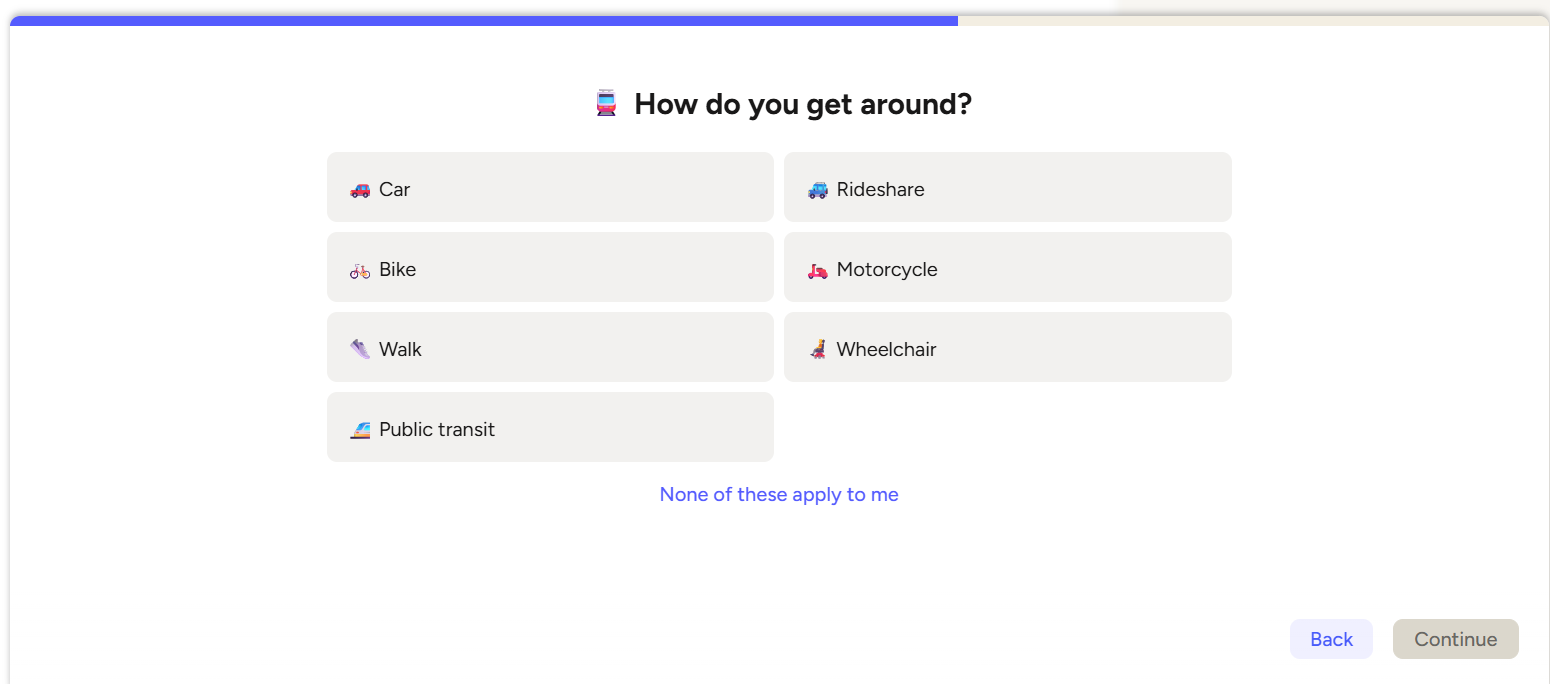 How do you get around?
Car
Rideshare
Bike
Motorcycle
Walk
Wheelchair
Public transit
None of these apply to me
Back
Continue